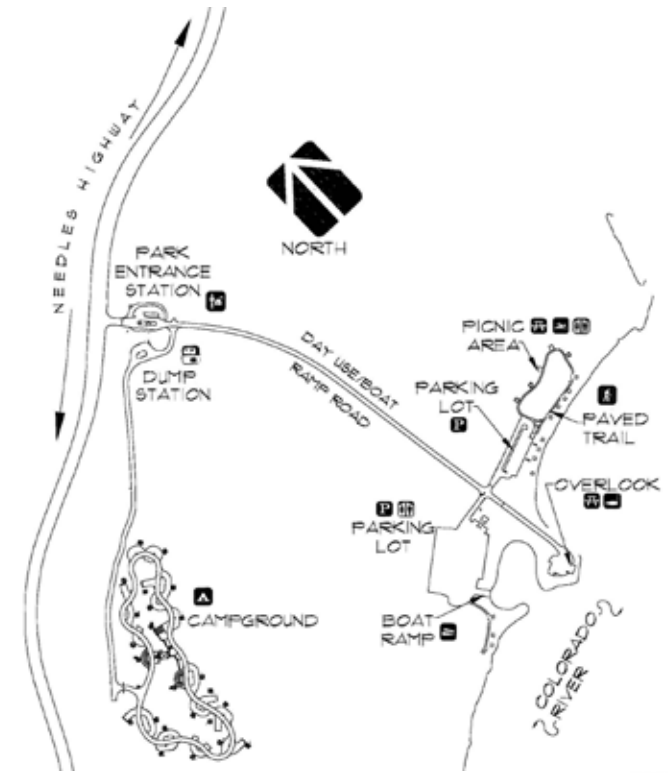 NEEDLES HIGHWAY
NORTH
PARK
ENTRANCE
STATION
DUMP
STATION
DAY USE/BOAT
RAMP ROAD
PICNIC
AREA
PARKING
LOT
P
PAVED
TRAIL
OVERLOOK
P
PARKING
LOT
CAMPGROUND
BOAT
RAMP
COLORADO
RIVER